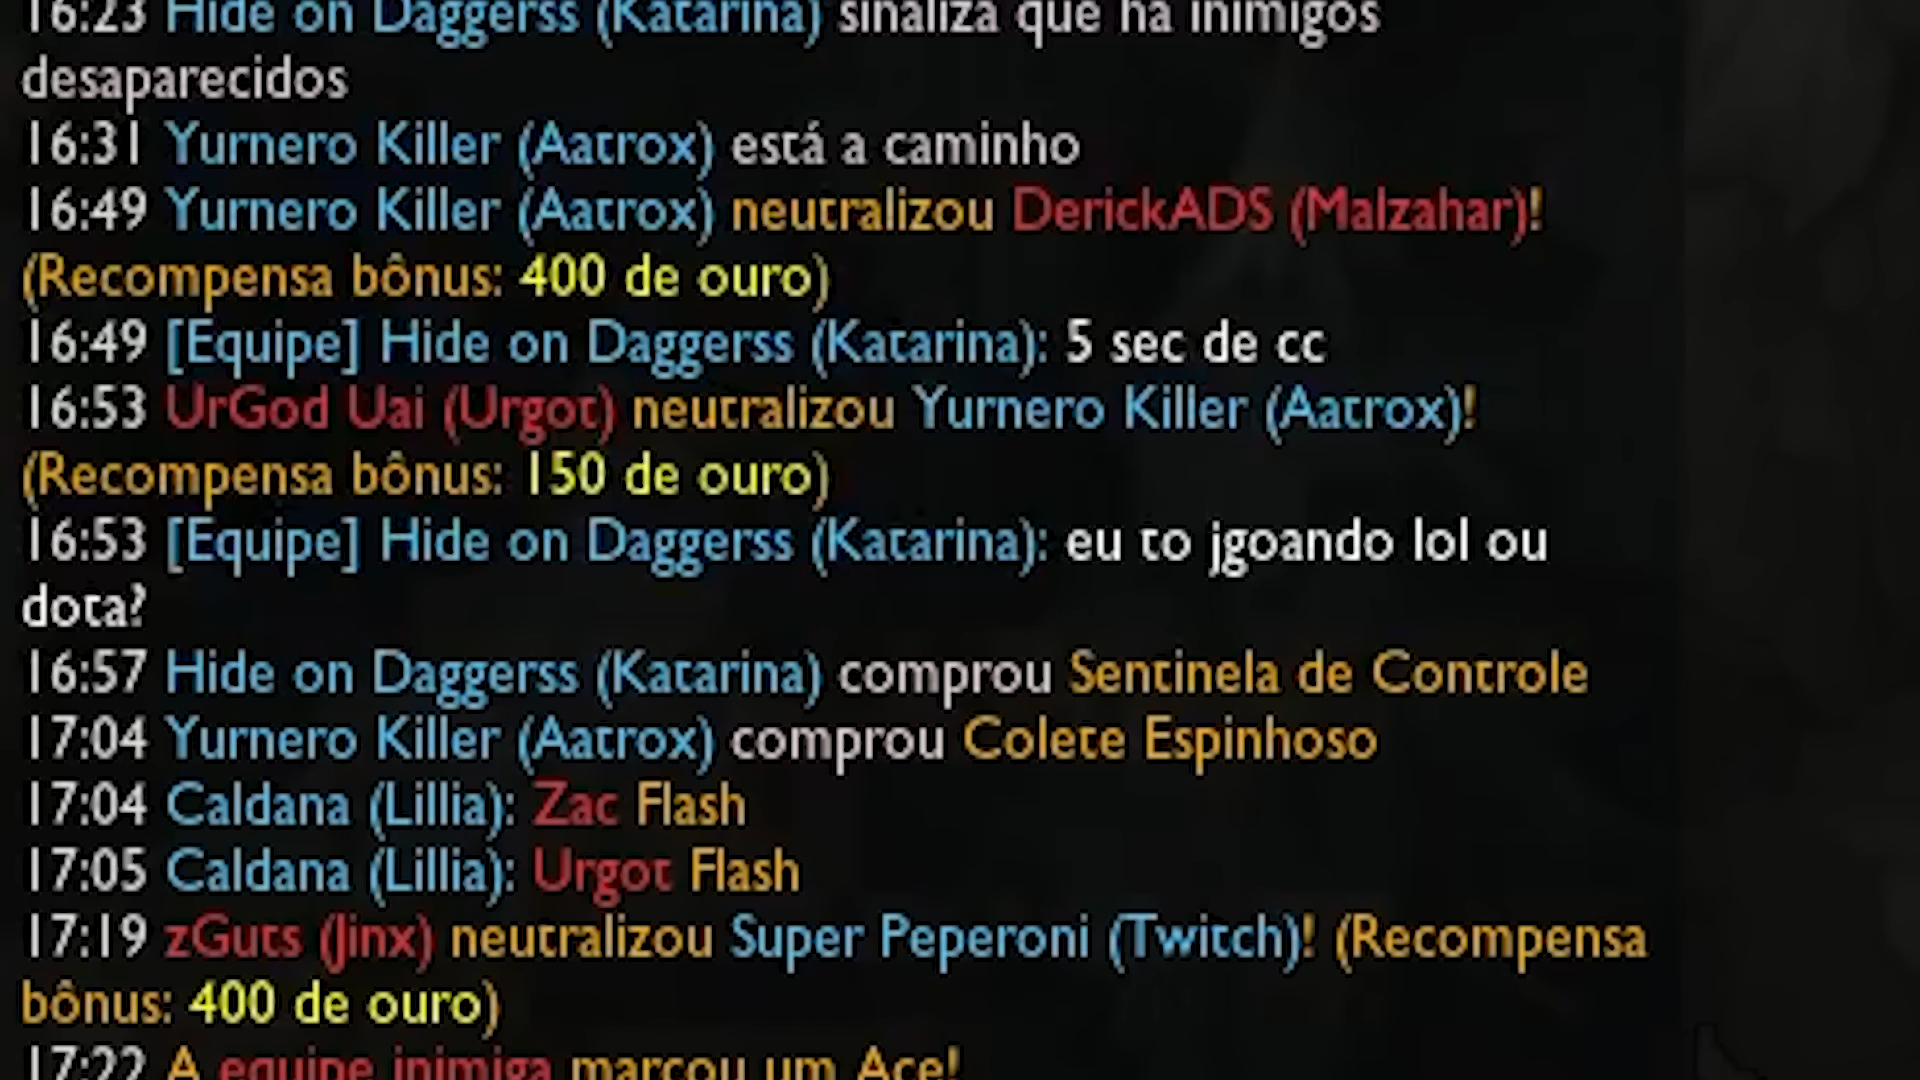 16:23 Hide on Daggerss (Katarina) sinaliza que há inimigos
desaparecidos
16:31 Yurnero Killer (Aatrox) está a caminho
16:49 Yurnero Killer (Aatrox) neutralizou DerickADS (Malzahar)!
(Recompensa bônus: 400 de ouro)
16:49 [Equipe] Hide on Daggerss (Katarina): 5 sec de cc
16:53 UrGod Uai (Urgot) neutralizou Yurnero Killer (Aatrox)!
(Recompensa bônus: 150 de ouro)
16:53 [Equipe] Hide on Daggerss (Katarina): eu to jgoando lol ou
dota?
16:57 Hide on Daggerss (Katarina) comprou Sentinela de Controle
17:04 Yurnero Killer (Aatrox) comprou Colete Espinhoso
17:04 Caldana (Lillia): Zac Flash
17:05 Caldana (Lillia): Urgot Flash
17:19 zGuts (Jinx) neutralizou Super Peperoni (Twitch)! (Recompensa
bônus: 400 de ouro)
17:22 A equipe inimiga marcou um Ace!